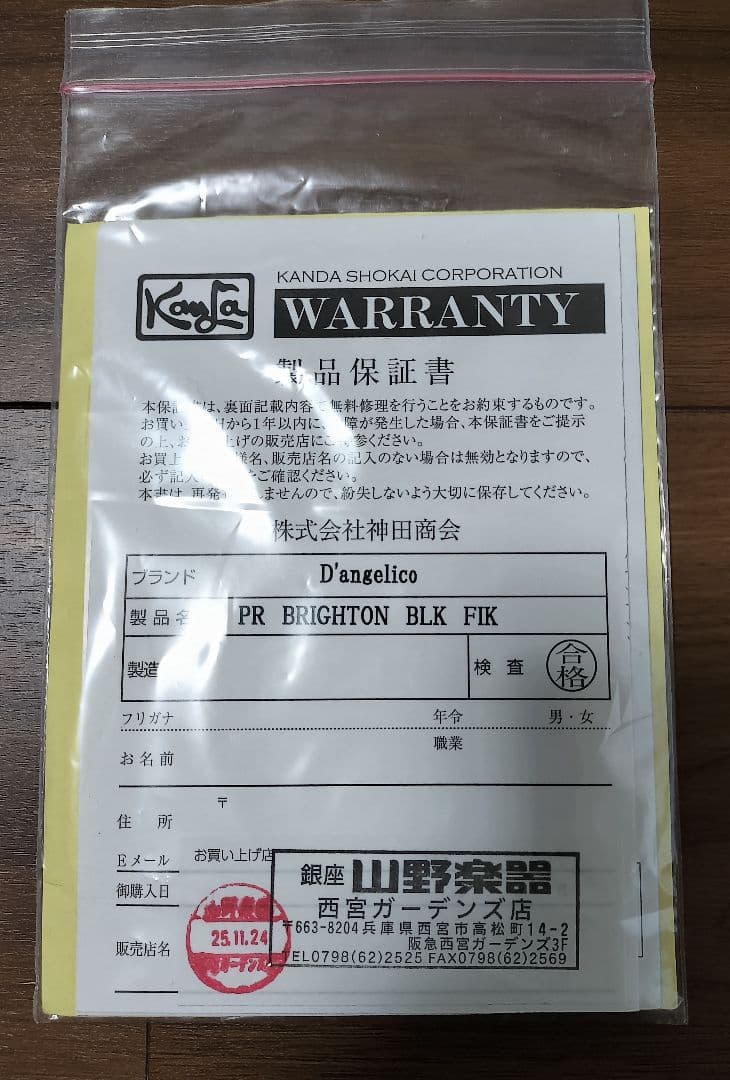 Kanda
KANDA SHOKAI CORPORATION
WARRANTY
製品保証書
本保証 は、裏面記載内容 無料修理を行うことをお約束するものです。
お買い 日から1年以内に 障が発生した場合、本保証書をご提示
の上、お 上げの販売店にご 参ください。
お買上 様名、販売店名の記入のない場合は無効となりますので、
必ず記入 をご確認ください。
本書は、再発 しませんので、紛失しないよう大切に保存してください。
株式会社神田商会
ブランド D'angelico
製品名 PR BRIGHTON BLK FIK
製造 検査 合格
フリガナ 年令 男・女
お名前 職業
住所 〒
Eメール
お買い上げ店
御購入日
販売店名
25.11.24
銀座 山野楽器
西宮ガーデンズ店
〒663-8204兵庫県西宮市高松町14-2
阪急西宮ガーデンズ3F
TEL0798(62)2525 FAX0798(62)2569